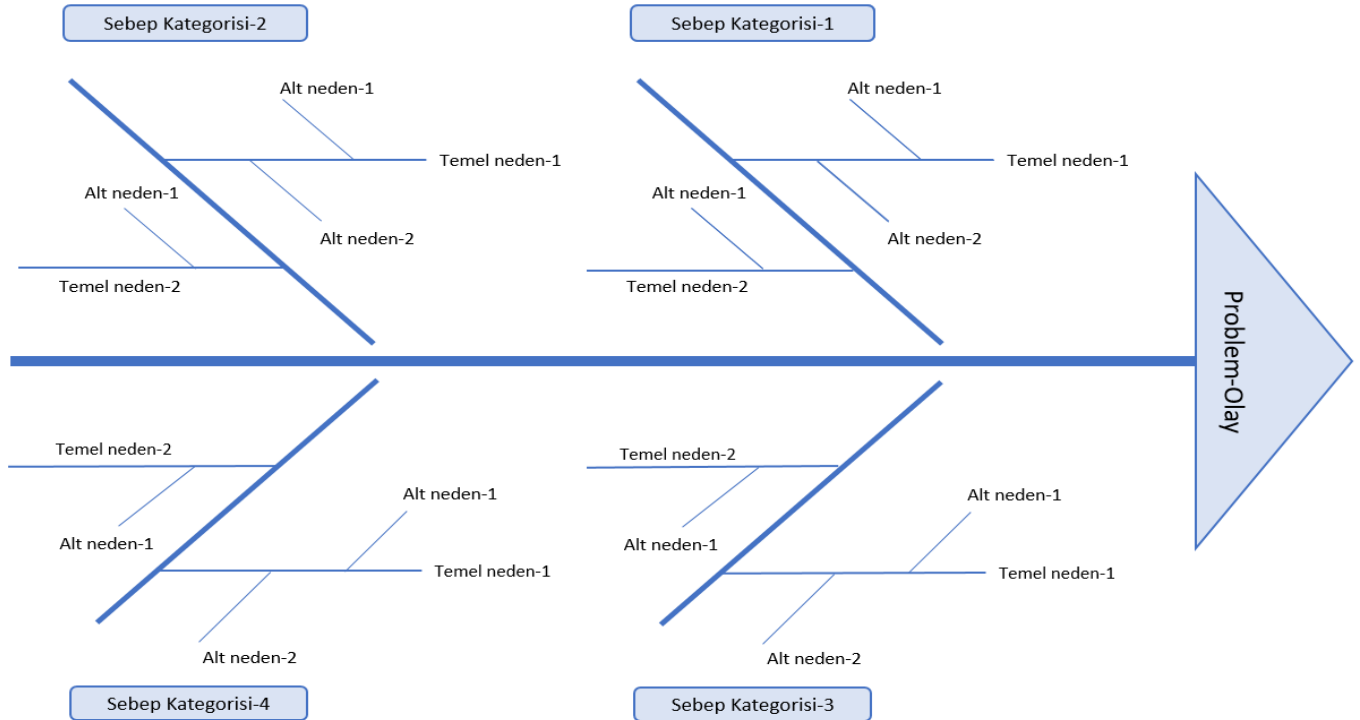 Sebep Kategorisi-2
Sebep Kategorisi-1
Alt neden-1
Temel neden-1
Alt neden-1
Alt neden-2
Temel neden-2
Alt neden-1
Temel neden-1
Alt neden-1
Alt neden-2
Temel neden-2
Problem-Olay
Temel neden-2
Alt neden-1
Alt neden-1
Temel neden-1
Alt neden-2
Temel neden-2
Alt neden-1
Alt neden-1
Temel neden-1
Alt neden-2
Sebep Kategorisi-4
Sebep Kategorisi-3